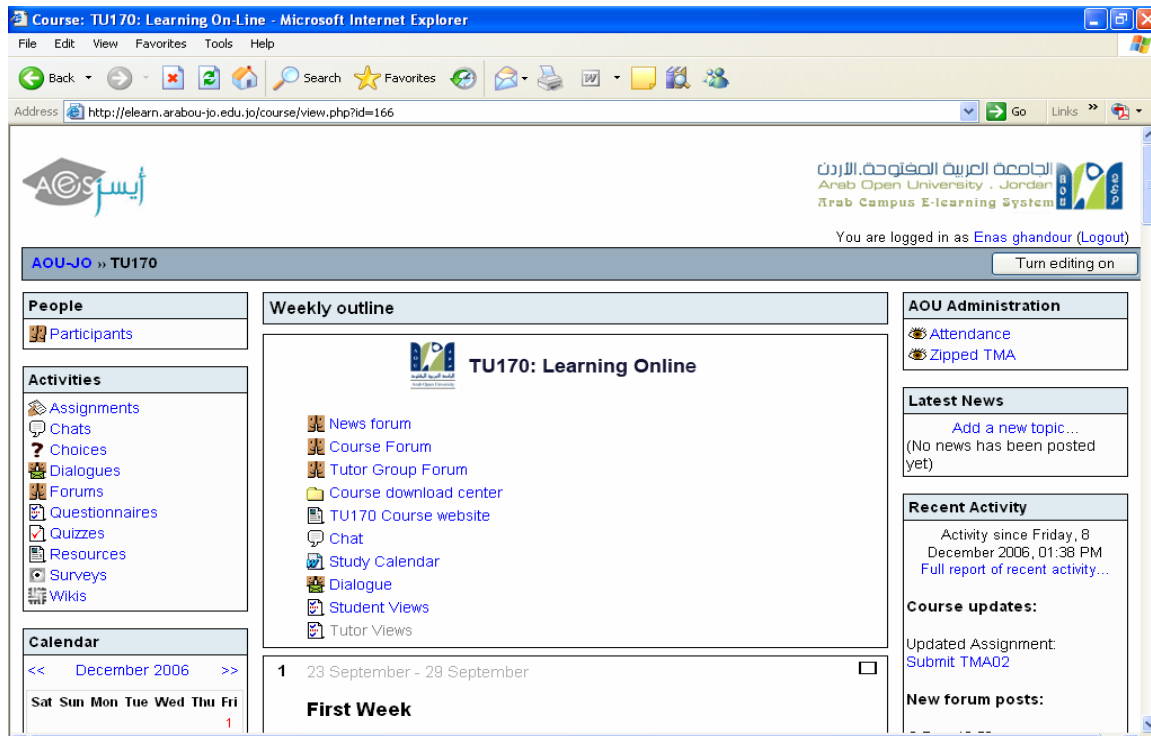 Course: TU170: Learning On-Line - Microsoft Internet Explorer
File Edit View Favorites Tools Help
Back Search Favorites
Address http://elearn.arabou-jo.edu.jo/course/view.php?id=166 Go Links »
AeS أيسز
الجامعة العربية المفتوحة.الأردن
Arab Open University . Jordan
Arab Campus E-learning System
You are logged in as Enas ghandour (Logout)
AOU-JO » TU170 Turn editing on
People
Participants
Activities
Assignments
Chats
Choices
Dialogues
Forums
Questionnaires
Quizzes
Resources
Surveys
Wikis
Calendar
<< December 2006 >>
Sat Sun Mon Tue Wed Thu Fri
1
Weekly outline
TU170: Learning Online
News forum
Course Forum
Tutor Group Forum
Course download center
TU170 Course website
Chat
Study Calendar
Dialogue
Student Views
Tutor Views
1 23 September - 29 September
First Week
AOU Administration
Attendance
Zipped TMA
Latest News
Add a new topic...
(No news has been posted
yet)
Recent Activity
Activity since Friday, 8
December 2006, 01:38 PM
Full report of recent activity...
Course updates:
Updated Assignment:
Submit TMA02
New forum posts: